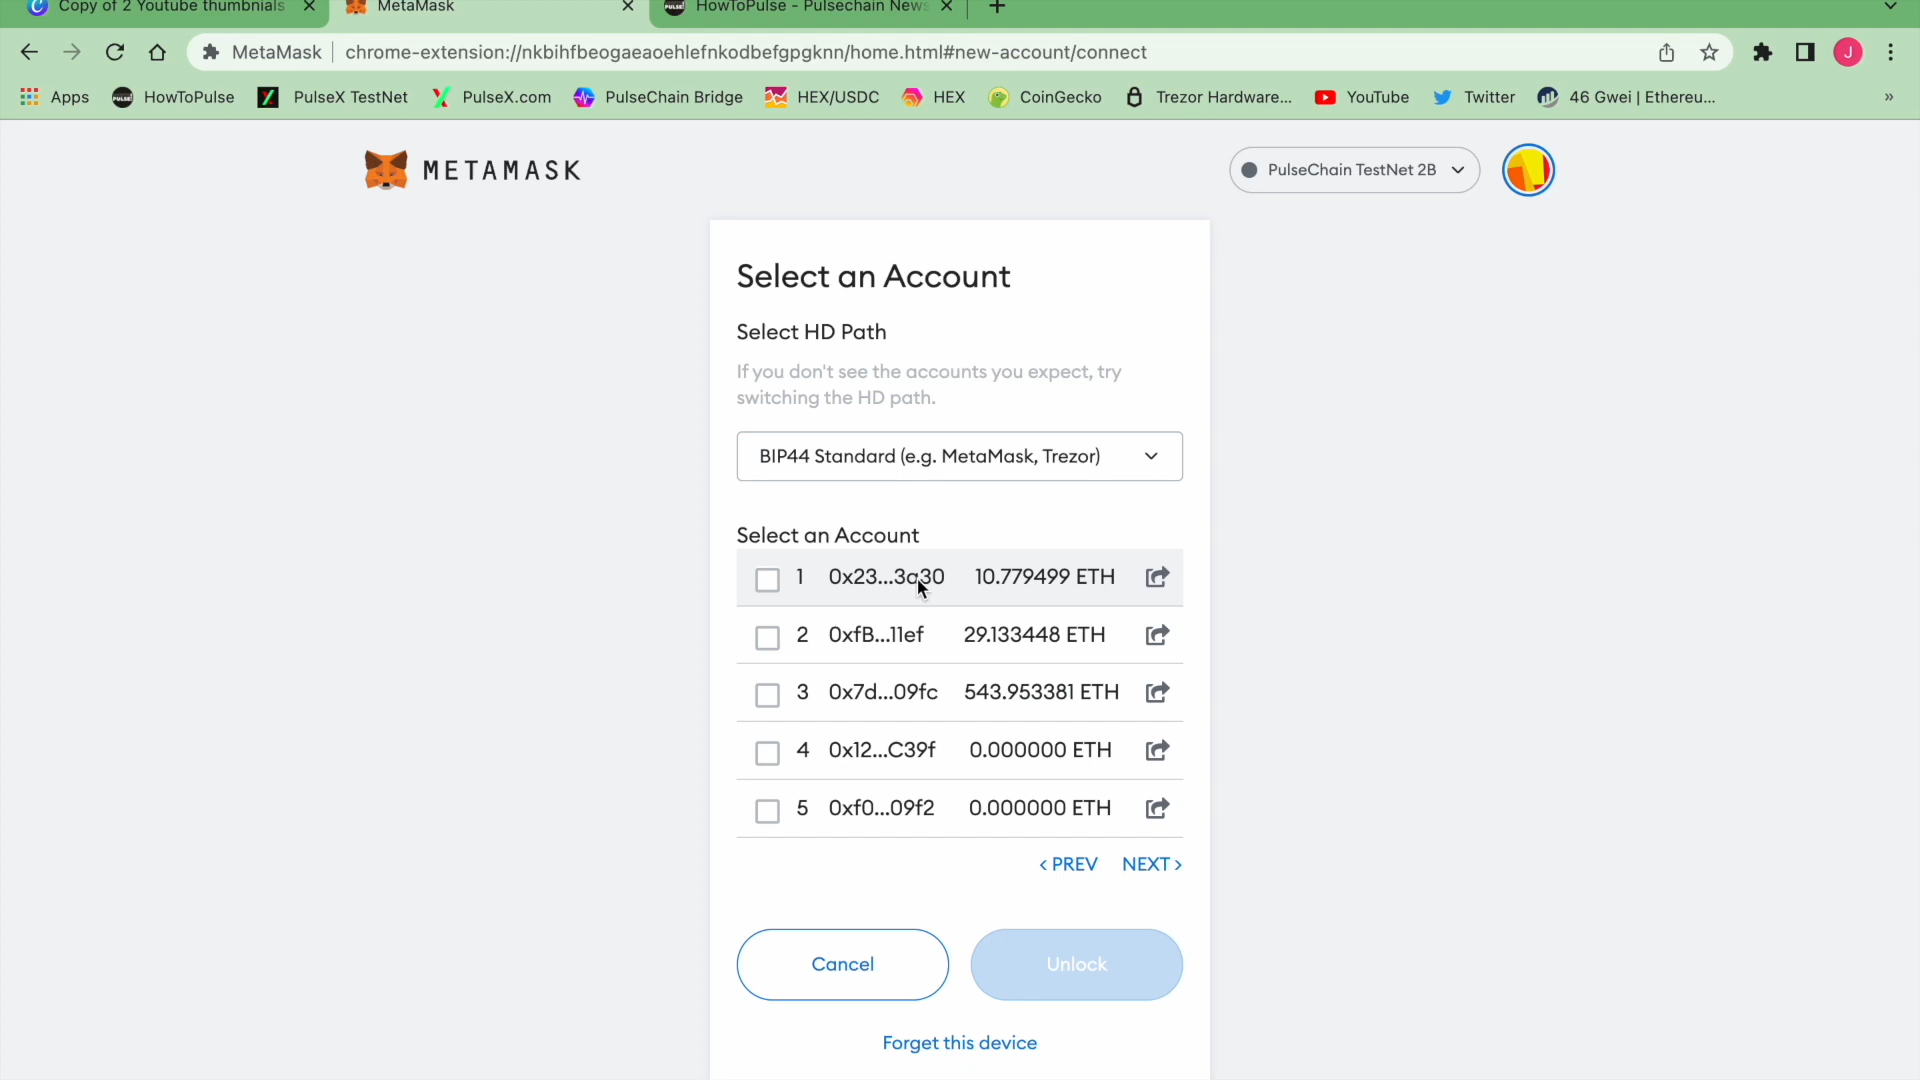 Copy of 2 Youtube thumbnials
MetaMask
HowToPulse - Pulsechain News
MetaMask
chrome-extension://nkbihfbeogaeaoehlefnkodbefgpgknn/home.html#new-account/connect
J
Apps
HowToPulse
PulseX TestNet
PulseX.com
PulseChain Bridge
HEX/USDC
HEX
CoinGecko
Trezor Hardware...
YouTube
Twitter
46 Gwei | Ethereu...
METAMASK
PulseChain TestNet 2B
Select an Account
Select HD Path
If you don't see the accounts you expect, try
switching the HD path.
BIP44 Standard (e.g. MetaMask, Trezor)
Select an Account
1 0x23...3a30 10.779499 ETH
2 0xfB...11ef 29.133448 ETH
3 0x7d...09fc 543.953381 ETH
4 0x12...C39f 0.000000 ETH
5 0xf0...09f2 0.000000 ETH
< PREV NEXT >
Cancel
Unlock
Forget this device